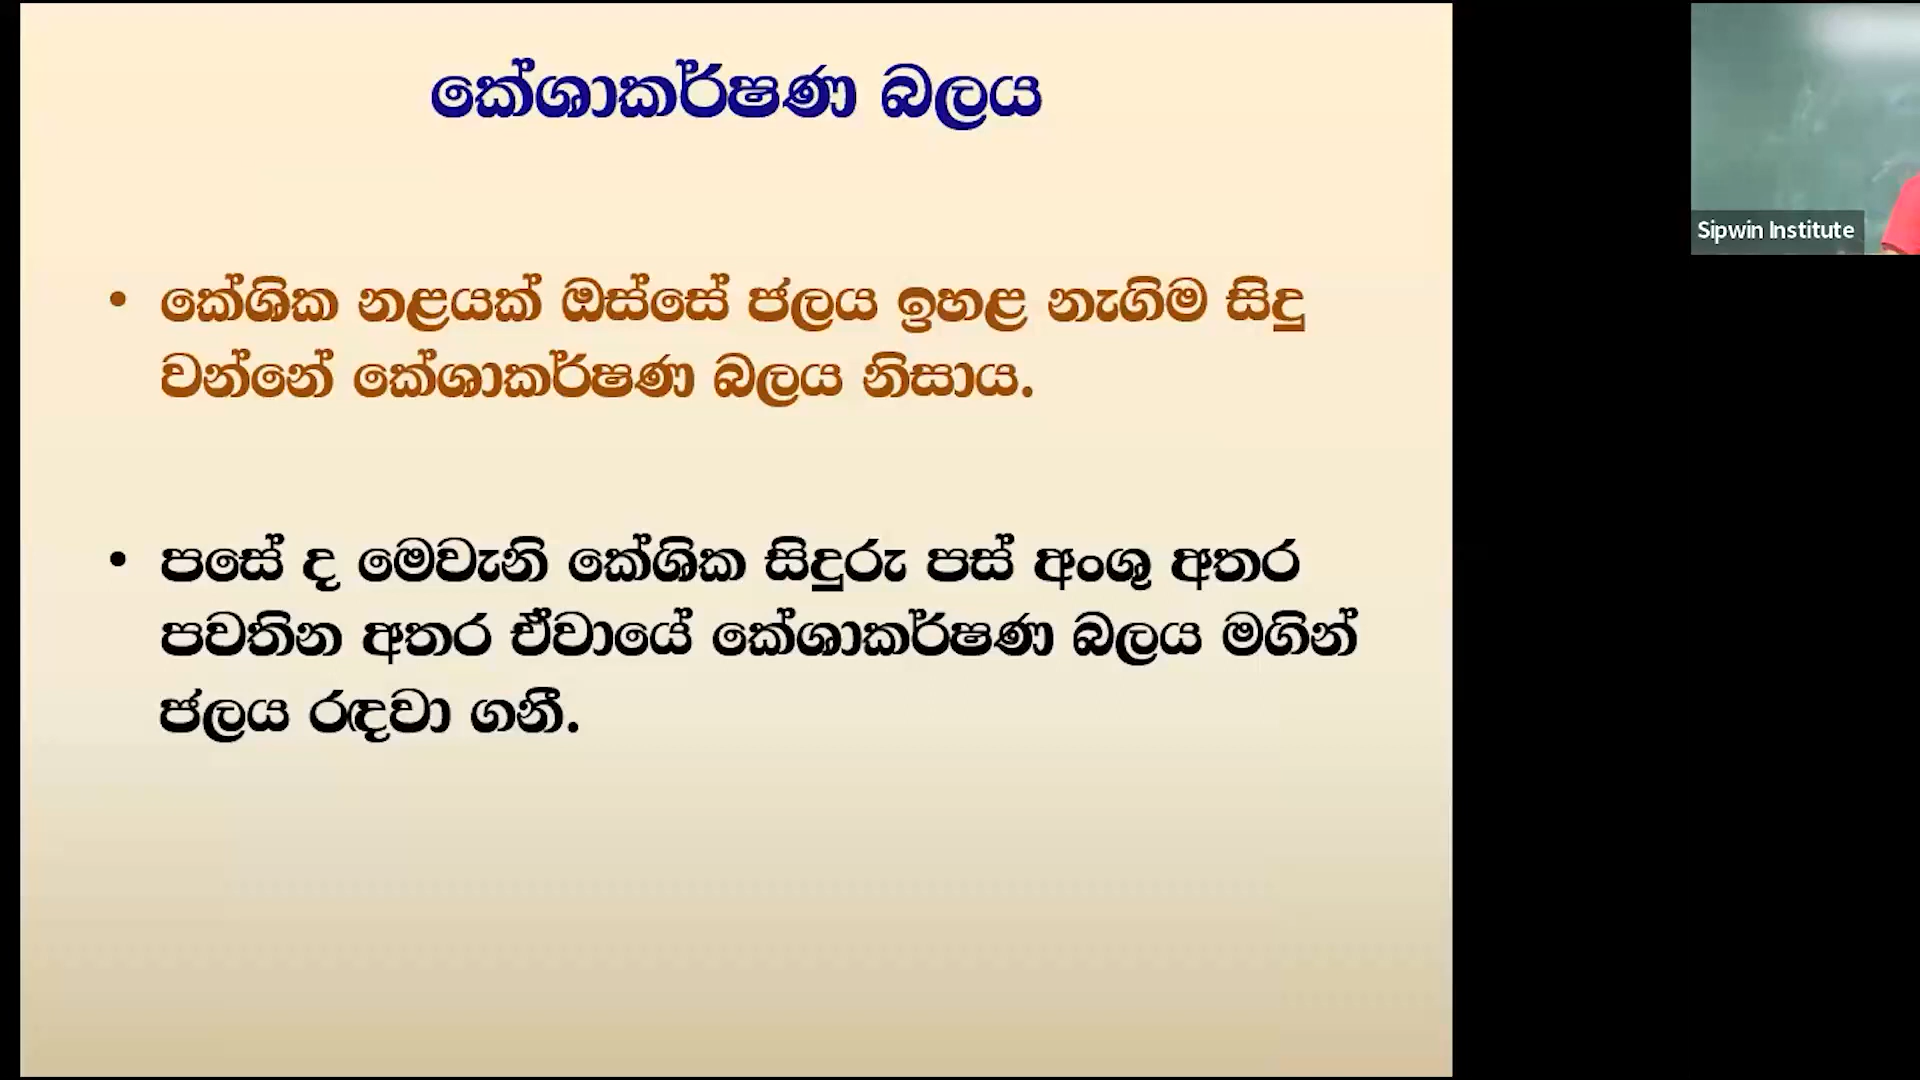 කේශාකර්ෂණ බලය
• කේශික නළයක් ඔස්සේ ජලය ඉහළ නැගිම සිදු
වන්නේ කේශාකර්ෂණ බලය නිසාය.
• පසේ ද මෙවැනි කේශික සිදුරු පස් අංශු අතර
පවතින අතර ඒවායේ කේශාකර්ෂණ බලය මගින්
ජලය රඳවා ගනී.
Sipwin Institute